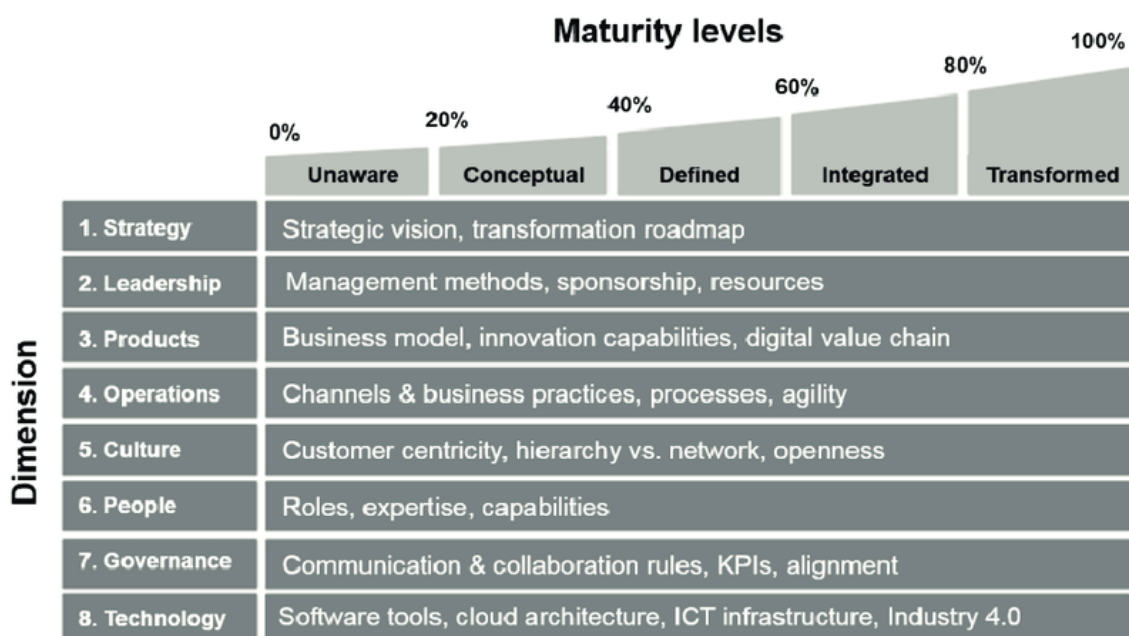 Maturity levels
0%
20%
40%
60%
80%
100%
Unaware
Conceptual
Defined
Integrated
Transformed
Dimension
1. Strategy
Strategic vision, transformation roadmap
2. Leadership
Management methods, sponsorship, resources
3. Products
Business model, innovation capabilities, digital value chain
4. Operations
Channels & business practices, processes, agility
5. Culture
Customer centricity, hierarchy vs. network, openness
6. People
Roles, expertise, capabilities
7. Governance
Communication & collaboration rules, KPIs, alignment
8. Technology
Software tools, cloud architecture, ICT infrastructure, Industry 4.0